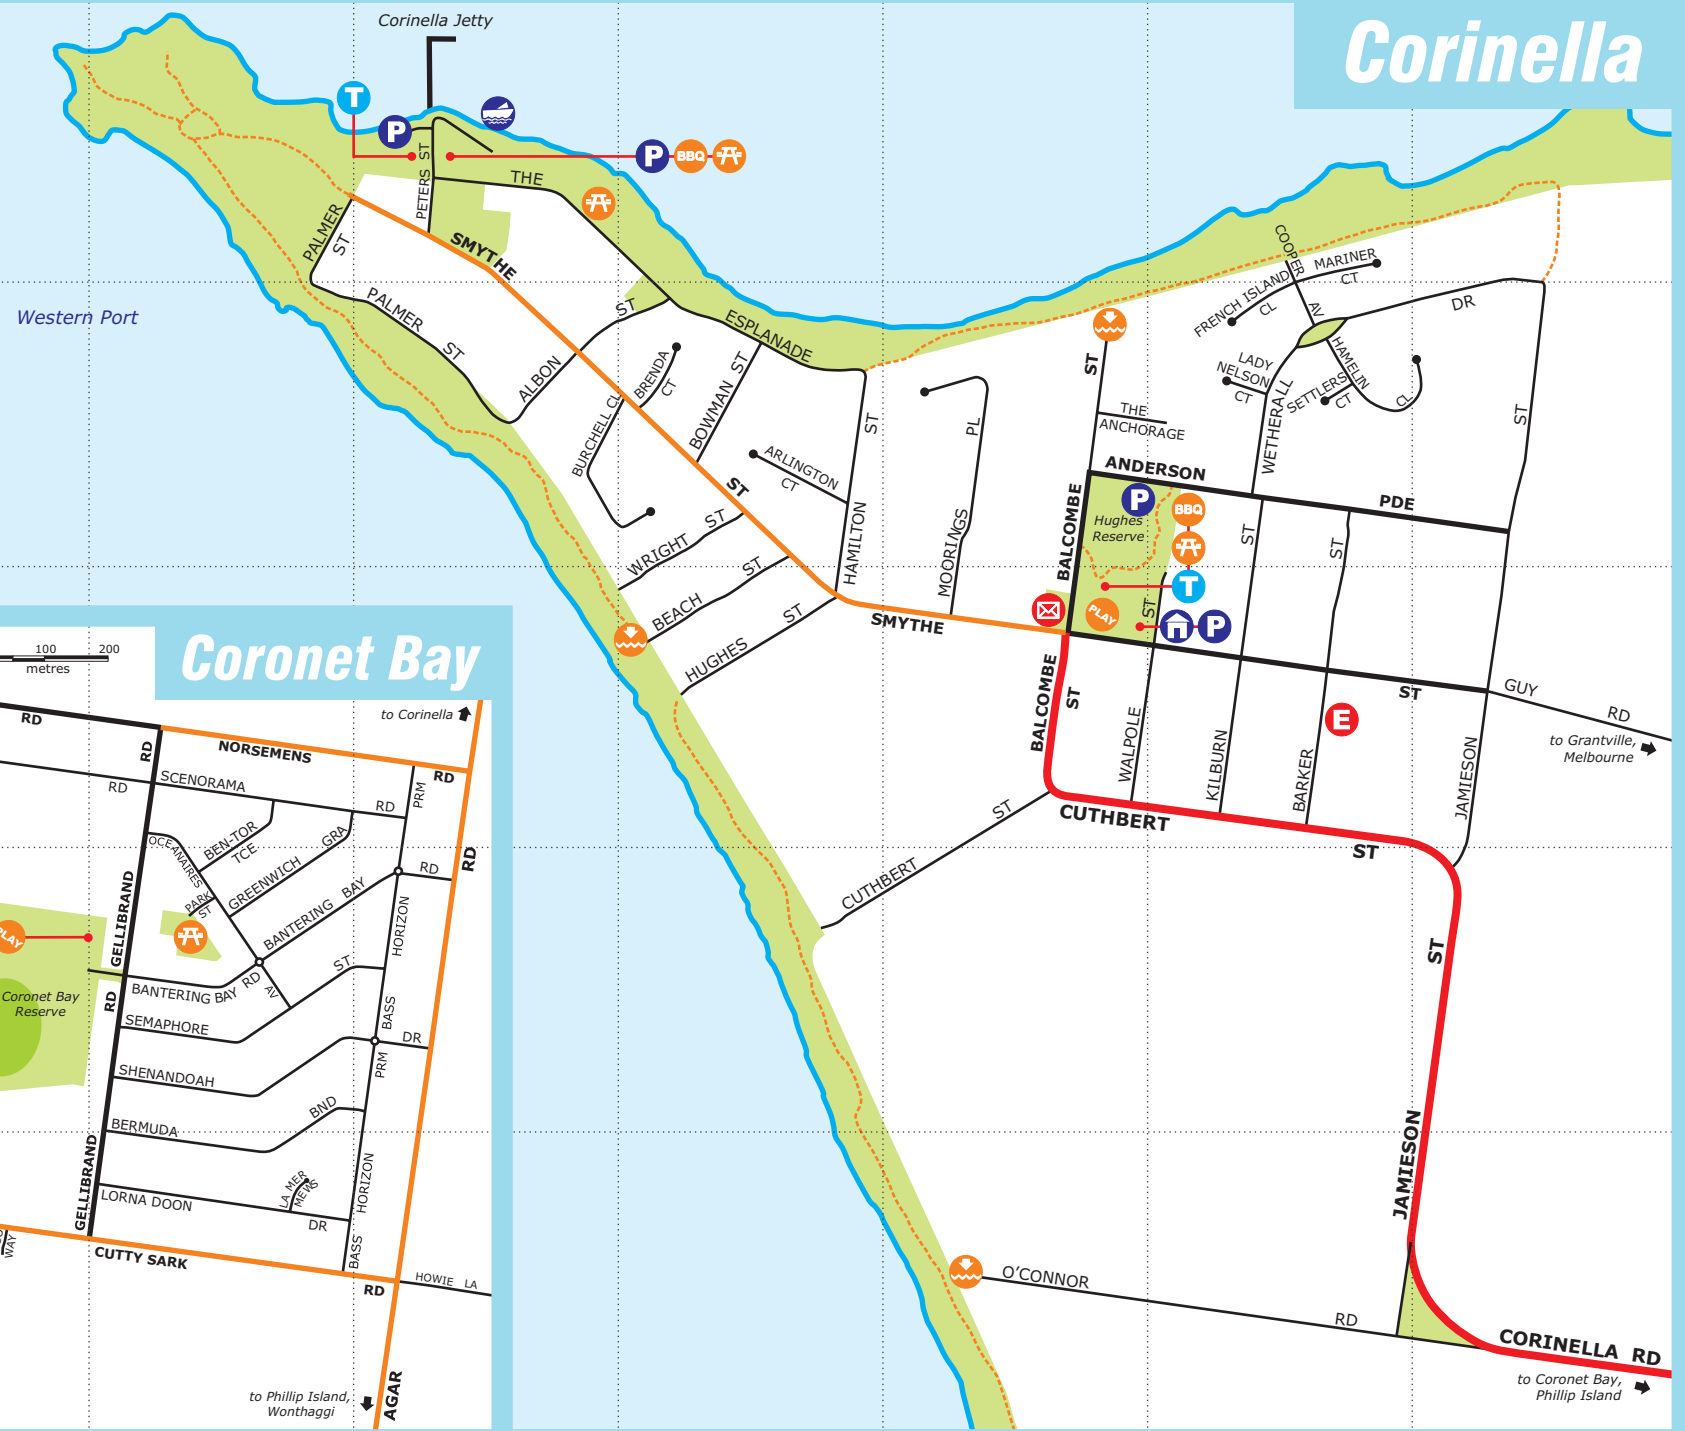 Corinella
Corinella Jetty
T
P
P
BBQ
PETERS ST
THE
PALMER
ST
SMYTHE
Western Port
PALMER
ST
ST
ALBON
ESPLANADE
BRENDA
CT
BURCHELL CL
BOWMAN ST
ARLINGTON
CT
ST
HAMILTON
ST
PL
MOORINGS
WRIGHT ST
BEACH ST
HUGHES ST
SMYTHE
COOPER
AV
MARINER
CT
FRENCH ISLAND
CL
DR
ST
LADY
NELSON
CT
HAMELIN
CL
SETTLERS
CT
WETHERALL
ST
THE
ANCHORAGE
ANDERSON
PDE
BALCOMBE
P
Hughes
Reserve
BBQ
T
PLAY
ST
P
ST
ST
ST
GUY
RD
to Grantville,
Melbourne
E
BALCOMBE
ST
WALPOLE
KILBURN
BARKER
JAMIESON
CUTHBERT
ST
CUTHBERT
ST
ST
JAMIESON
O'CONNOR
RD
CORINELLA RD
to Coronet Bay,
Phillip Island
Coronet Bay
100 200
metres
to Corinella
RD
RD
NORSEMENS
RD
RD
SCENORAMA
RD
PRM
RD
BEN-TOR
TCE
GRA
GREENWICH
OCEANAIRES
AV
PARK
ST
BANTERING BAY
RD
HORIZON
GELLIBRAND
RD
PLAY
Coronet Bay
Reserve
BANTERING BAY RD
ST
SEMAPHORE
BASS
DR
PRM
SHENANDOAH
BND
BERMUDA
GELLIBRAND
LORNA DOON
DR
LA MER
MEWS
HORIZON
BASS
WAY
CUTTY SARK
RD
HOWIE LA
AGAR
to Phillip Island,
Wonthaggi